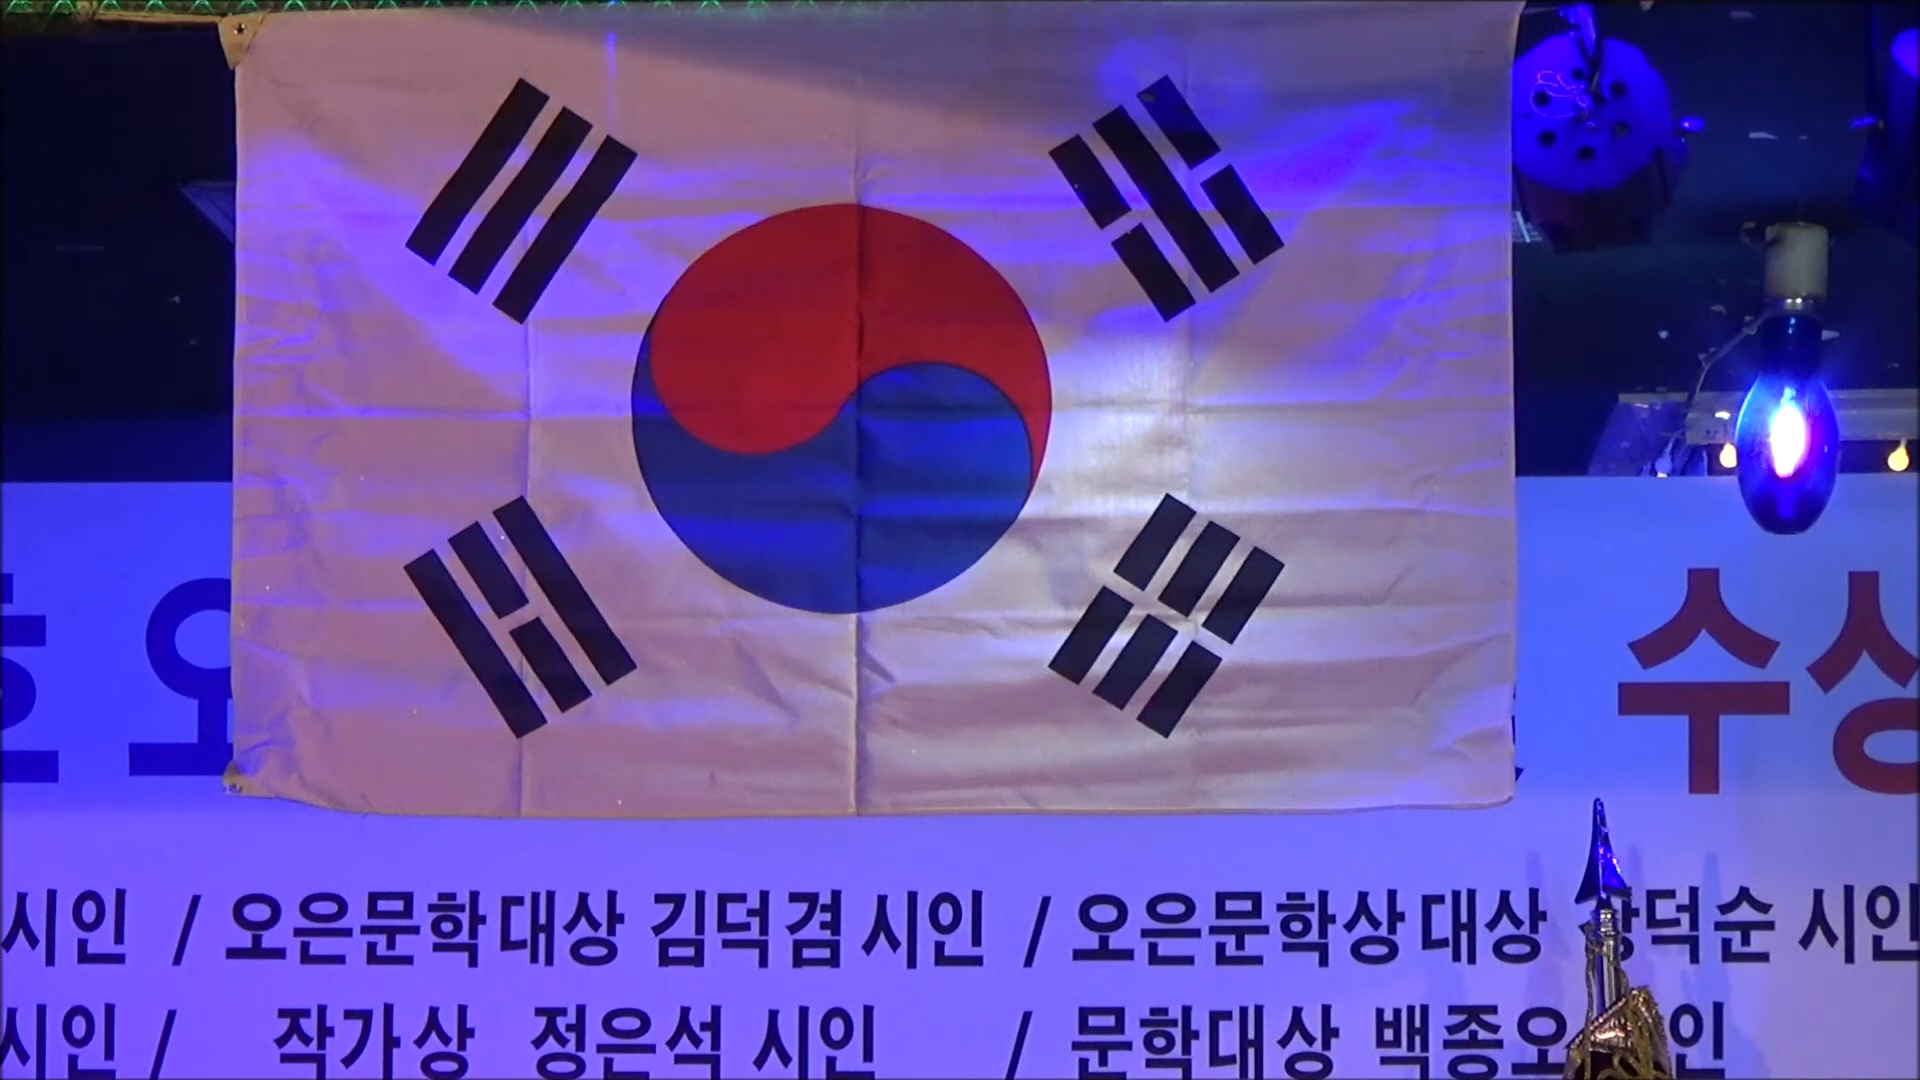 호 오 수상
시인 / 오은문학대상 김덕겸 시인 / 오은문학상 대상 덕순 시인
시인 / 작가상 정은석 시인 / 문학대상 백종오 인